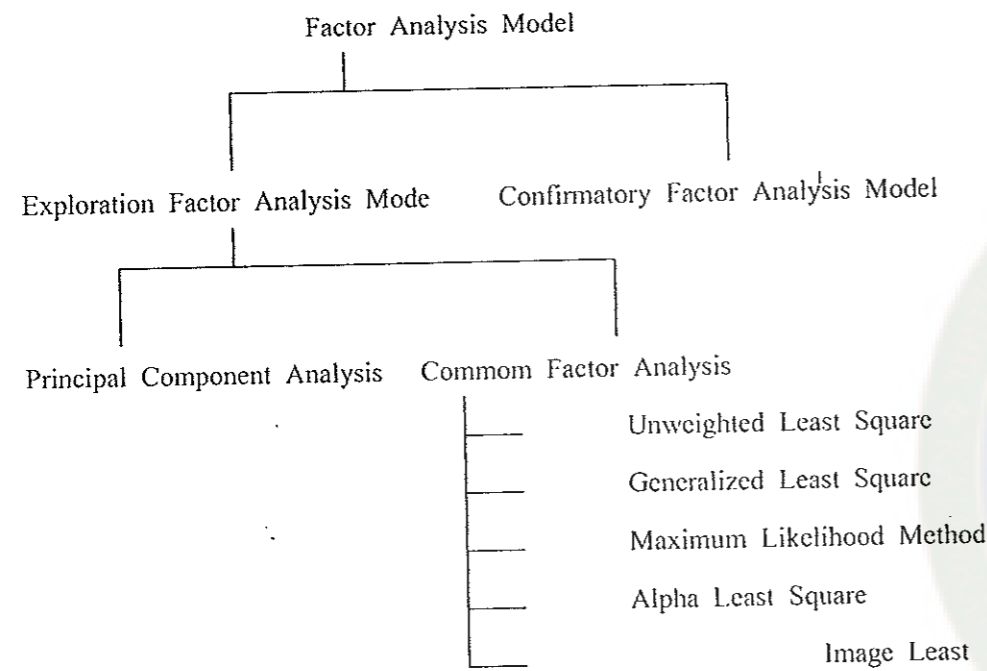 Factor Analysis Model
Exploration Factor Analysis Mode Confirmatory Factor Analysis Model
Principal Component Analysis Commom Factor Analysis
Unweighted Least Square
Generalized Least Square
Maximum Likelihood Method
Alpha Least Square
Image Least